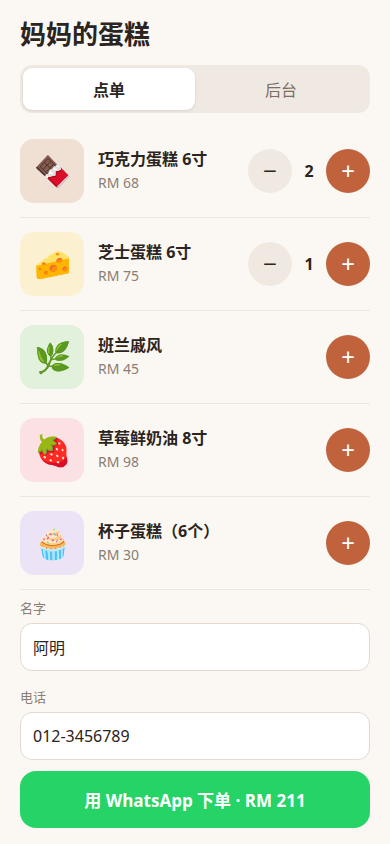 妈妈的蛋糕
点单
后台
巧克力蛋糕 6寸
RM 68
− 2 +
芝士蛋糕 6寸
RM 75
− 1 +
班兰戚风
RM 45
+
草莓鲜奶油 8寸
RM 98
+
杯子蛋糕（6个）
RM 30
+
名字
阿明
电话
012-3456789
用 WhatsApp 下单 · RM 211